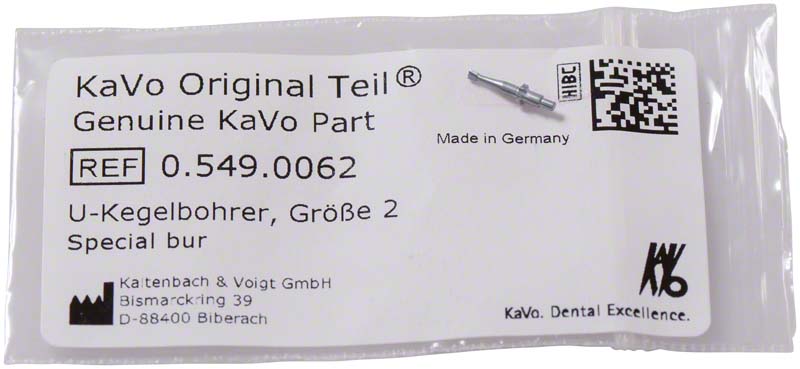 KaVo Original Teil®
Genuine KaVo Part
REF 0.549.0062
U-Kegelbohrer, Größe 2
Special bur
Kaltenbach & Voigt GmbH
Bismarckring 39
D-88400 Biberach
HIBC
Made in Germany
KaVo
KaVo. Dental Excellence.